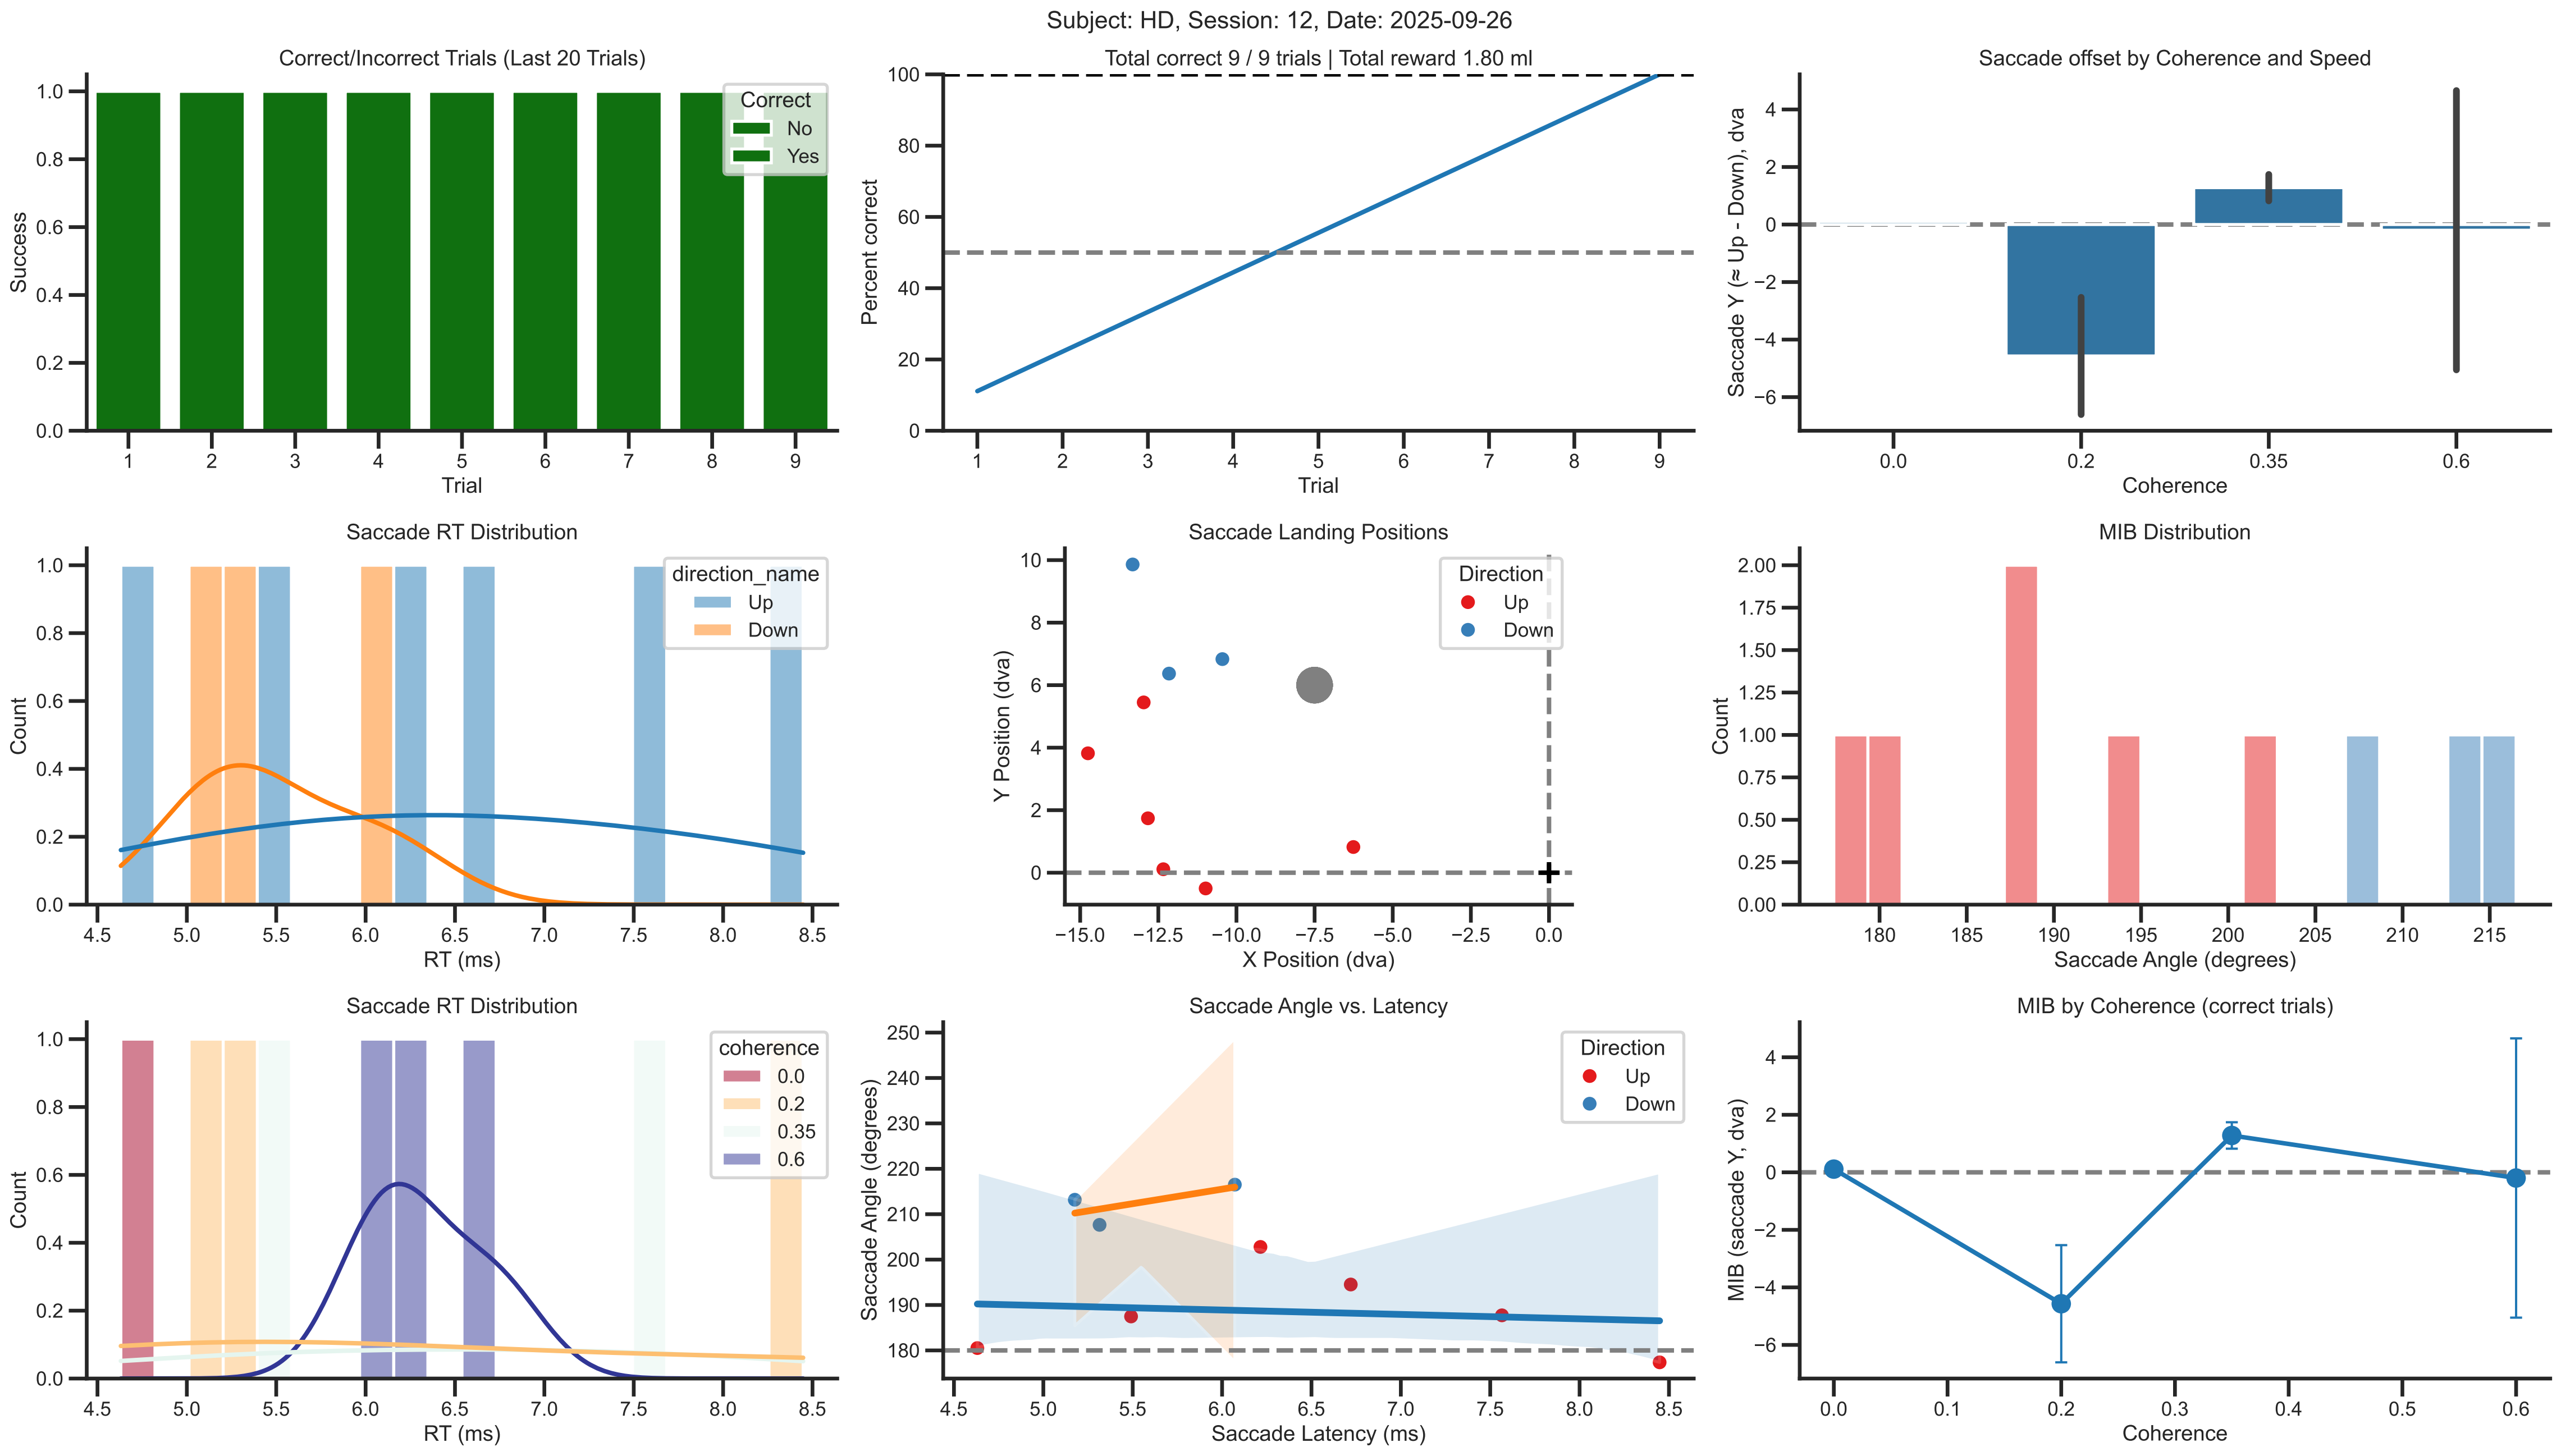 Subject: HD, Session: 12, Date: 2025-09-26
Correct/Incorrect Trials (Last 20 Trials)
Success
1.0
0.8
0.6
0.4
0.2
0.0
1 2 3 4 5 6 7 8 9
Trial
Correct
No
Yes
Total correct 9 / 9 trials | Total reward 1.80 ml
Percent correct
100
80
60
40
20
0
1 2 3 4 5 6 7 8 9
Trial
Saccade offset by Coherence and Speed
Saccade Y (≈ Up - Down), dva
4
2
0
−2
−4
−6
0.0 0.2 0.35 0.6
Coherence
Saccade RT Distribution
Count
1.0
0.8
0.6
0.4
0.2
0.0
4.5 5.0 5.5 6.0 6.5 7.0 7.5 8.0 8.5
RT (ms)
direction_name
Up
Down
Saccade Landing Positions
Y Position (dva)
10
8
6
4
2
0
−15.0 −12.5 −10.0 −7.5 −5.0 −2.5 0.0
X Position (dva)
Direction
Up
Down
MIB Distribution
Count
2.00
1.75
1.50
1.25
1.00
0.75
0.50
0.25
0.00
180 185 190 195 200 205 210 215
Saccade Angle (degrees)
Saccade RT Distribution
Count
1.0
0.8
0.6
0.4
0.2
0.0
4.5 5.0 5.5 6.0 6.5 7.0 7.5 8.0 8.5
RT (ms)
coherence
0.0
0.2
0.35
0.6
Saccade Angle vs. Latency
Saccade Angle (degrees)
250
240
230
220
210
200
190
180
4.5 5.0 5.5 6.0 6.5 7.0 7.5 8.0 8.5
Saccade Latency (ms)
Direction
Up
Down
MIB by Coherence (correct trials)
MIB (saccade Y, dva)
4
2
0
−2
−4
−6
0.0 0.1 0.2 0.3 0.4 0.5 0.6
Coherence